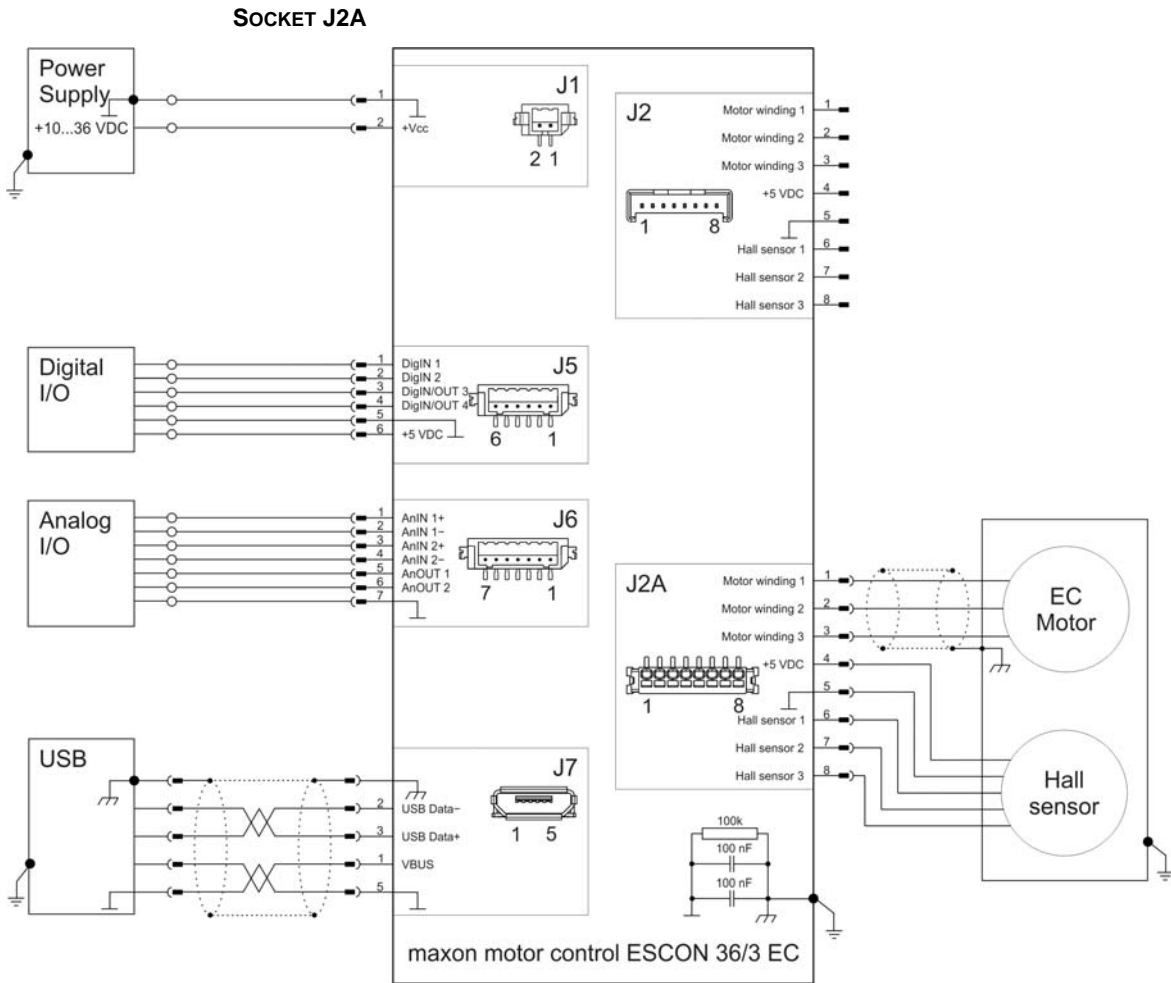 SOCKET J2A
Power
Supply
+10...36 VDC
1
2
+Vcc
J1
2 1
J2
1 8
Motor winding 1
1
Motor winding 2
2
Motor winding 3
3
+5 VDC
4
5
Hall sensor 1
6
Hall sensor 2
7
Hall sensor 3
8
Digital
I/O
1
DigIN 1
2
DigIN 2
3
DigIN/OUT 3
4
DigIN/OUT 4
5
6
+5 VDC
J5
6 1
Analog
I/O
1
AnIN 1+
2
AnIN 1−
3
AnIN 2+
4
AnIN 2−
5
AnOUT 1
6
AnOUT 2
7
J6
7 1
J2A
1 8
Motor winding 1
1
Motor winding 2
2
Motor winding 3
3
+5 VDC
4
5
Hall sensor 1
6
Hall sensor 2
7
Hall sensor 3
8
EC
Motor
Hall
sensor
USB
2
USB Data−
3
USB Data+
1
VBUS
5
J7
1 5
100k
100 nF
100 nF
maxon motor control ESCON 36/3 EC